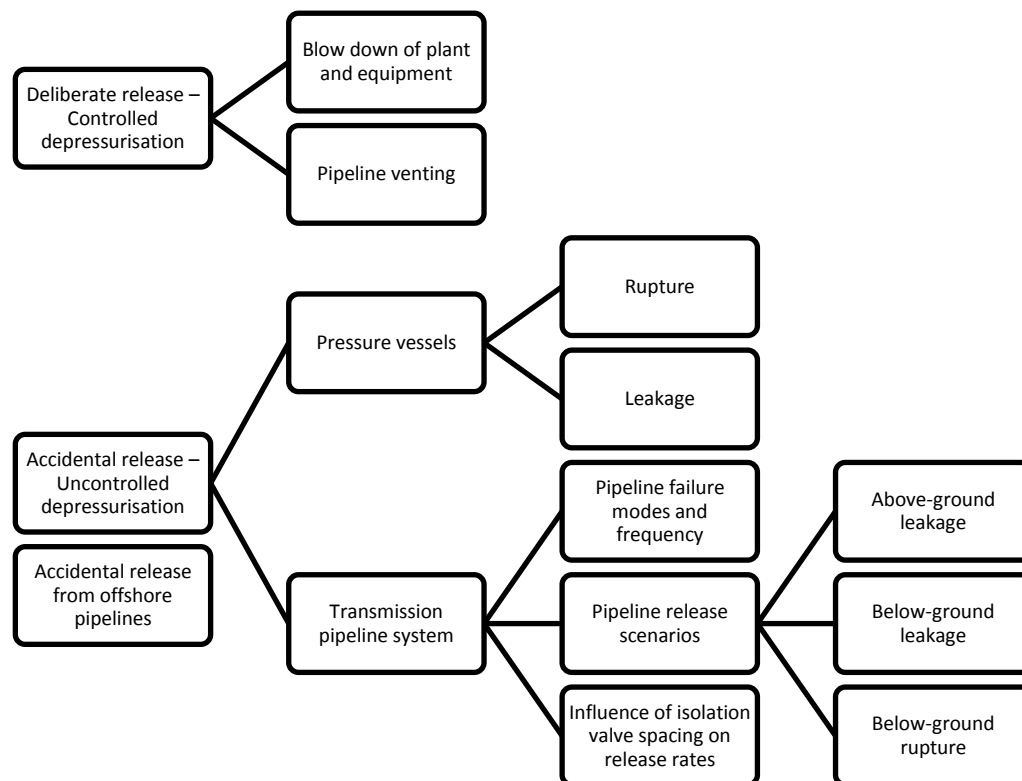 Deliberate release –
Controlled
depressurisation
Blow down of plant
and equipment
Pipeline venting
Accidental release –
Uncontrolled
depressurisation
Pressure vessels
Rupture
Leakage
Transmission
pipeline system
Pipeline failure
modes and
frequency
Pipeline release
scenarios
Above-ground
leakage
Below-ground
leakage
Below-ground
rupture
Influence of isolation
valve spacing on
release rates
Accidental release
from offshore
pipelines